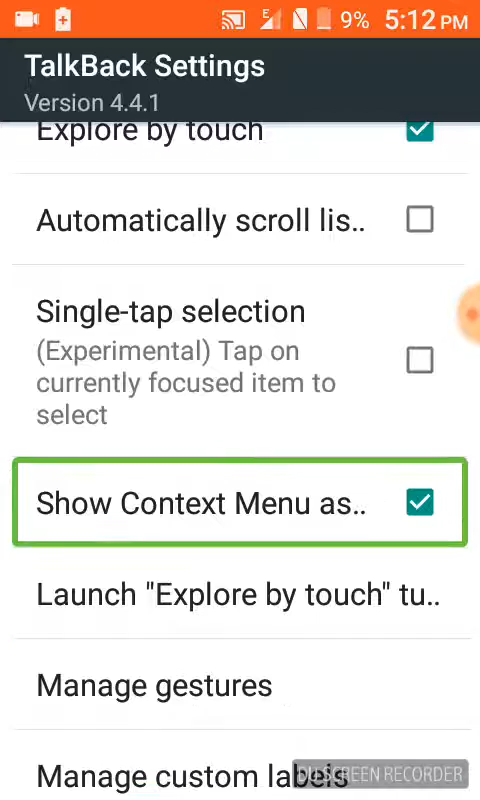 E 9% 5:12 PM
TalkBack Settings
Version 4.4.1
Explore by touch
Automatically scroll lis..
Single-tap selection
(Experimental) Tap on
currently focused item to
select
Show Context Menu as..
Launch "Explore by touch" tu..
Manage gestures
Manage custom labels
DU SCREEN RECORDER